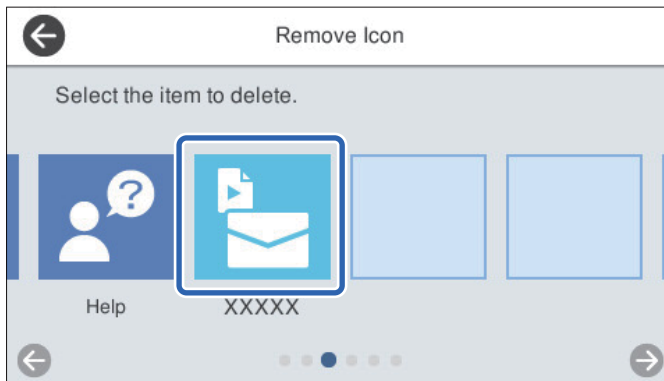 Remove Icon
Select the item to delete.
?
Help
XXXXX